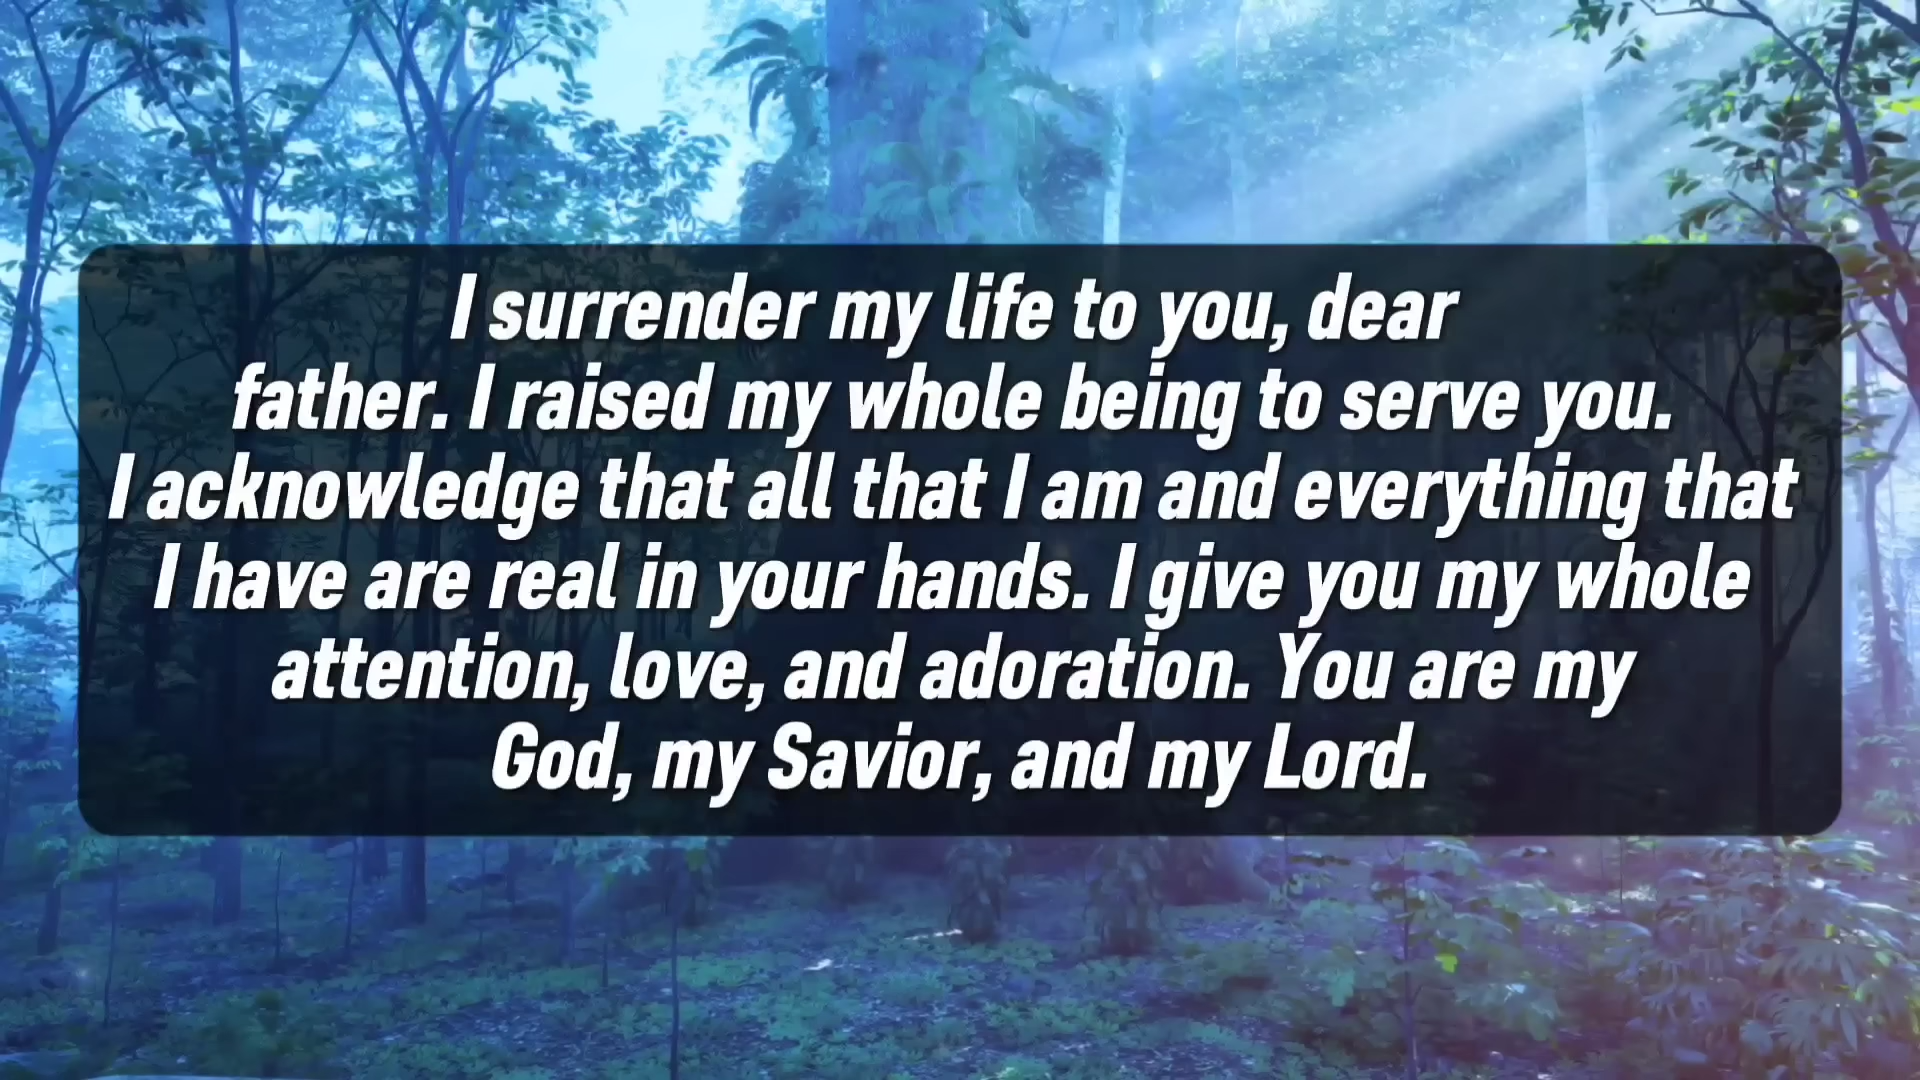 I surrender my life to you, dear
father. I raised my whole being to serve you.
I acknowledge that all that I am and everything that
I have are real in your hands. I give you my whole
attention, love, and adoration. You are my
God, my Savior, and my Lord.